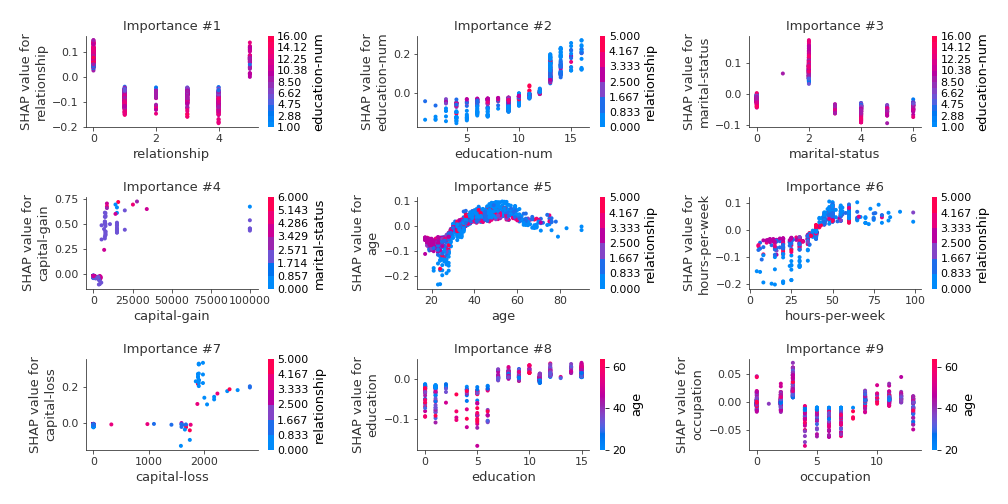 Importance #1
SHAP value for
relationship
0.1
0.0
−0.1
−0.2
0
2
4
relationship
16.00
14.12
12.25
10.38
8.50
6.62
4.75
2.88
1.00
education-num
Importance #2
SHAP value for
education-num
0.2
0.0
5
10
15
education-num
5.000
4.167
3.333
2.500
1.667
0.833
0.000
relationship
Importance #3
SHAP value for
marital-status
0.1
0.0
−0.1
0
2
4
6
marital-status
16.00
14.12
12.25
10.38
8.50
6.62
4.75
2.88
1.00
education-num
Importance #4
SHAP value for
capital-gain
0.75
0.50
0.25
0.00
0
25000
50000
75000
100000
capital-gain
6.000
5.143
4.286
3.429
2.571
1.714
0.857
0.000
marital-status
Importance #5
SHAP value for
age
0.1
0.0
−0.1
−0.2
20
40
60
80
age
5.000
4.167
3.333
2.500
1.667
0.833
0.000
relationship
Importance #6
SHAP value for
hours-per-week
0.1
0.0
−0.1
−0.2
0
25
50
75
100
hours-per-week
5.000
4.167
3.333
2.500
1.667
0.833
0.000
relationship
Importance #7
SHAP value for
capital-loss
0.2
0.0
0
1000
2000
capital-loss
5.000
4.167
3.333
2.500
1.667
0.833
0.000
relationship
Importance #8
SHAP value for
education
0.0
−0.1
0
5
10
15
education
60
40
20
age
Importance #9
SHAP value for
occupation
0.05
0.00
−0.05
0
5
10
occupation
60
40
20
age